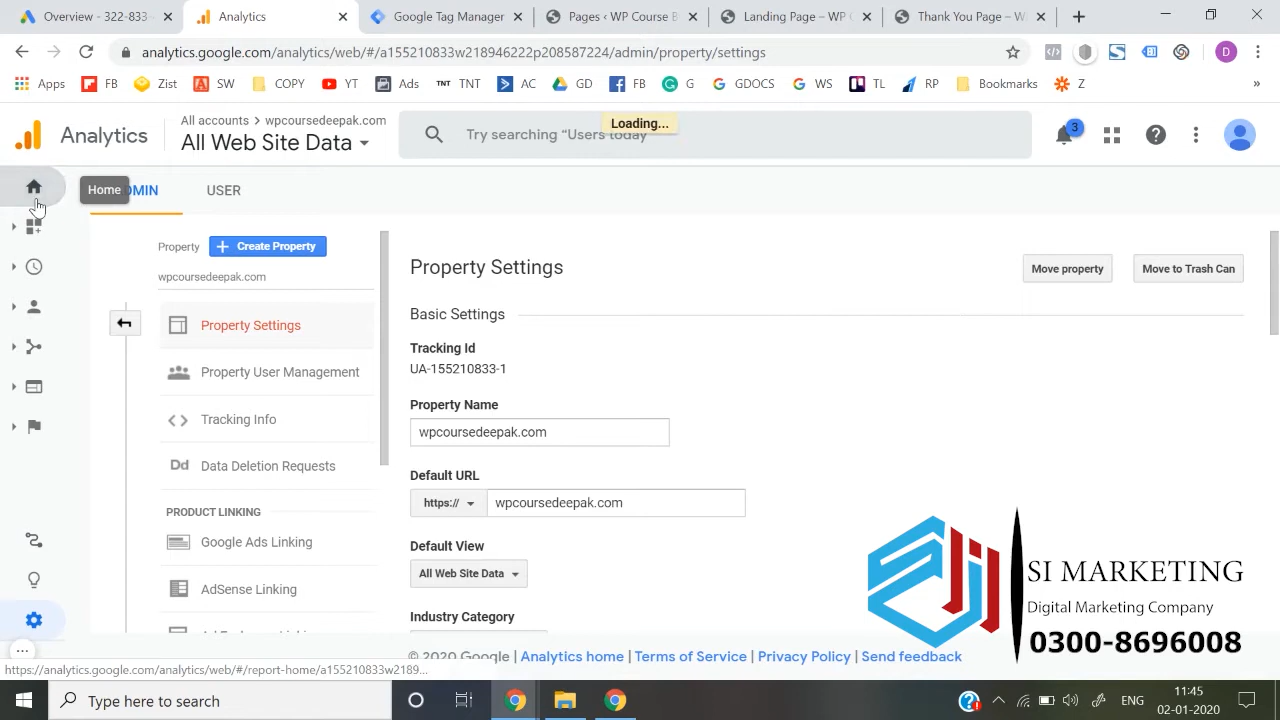 Overview - 322-833
Analytics
Google Tag Manager
Pages < WP Course B
Landing Page – WP C
Thank You Page – W
analytics.google.com/analytics/web/#/a155210833w218946222p208587224/admin/property/settings
D
Apps
FB
Zist
SW
COPY
YT
Ads
TNT TNT
AC
GD
FB
G
GDOCS
WS
TL
RP
Bookmarks
Z
»
Analytics
All accounts > wpcoursedeepak.com
All Web Site Data
Try searching “Users today
Loading...
3
Home
DMIN
USER
Property
+ Create Property
wpcoursedeepak.com
Property Settings
Property User Management
Tracking Info
Dd Data Deletion Requests
PRODUCT LINKING
Google Ads Linking
AdSense Linking
Property Settings
Move property
Move to Trash Can
Basic Settings
Tracking Id
UA-155210833-1
Property Name
wpcoursedeepak.com
Default URL
https://
wpcoursedeepak.com
Default View
All Web Site Data
Industry Category
SI MARKETING
Digital Marketing Company
0300-8696008
© 2020 Google | Analytics home | Terms of Service | Privacy Policy | Send feedback
https://analytics.google.com/analytics/web/#/report-home/a155210833w2189...
Type here to search
ENG
11:45
02-01-2020